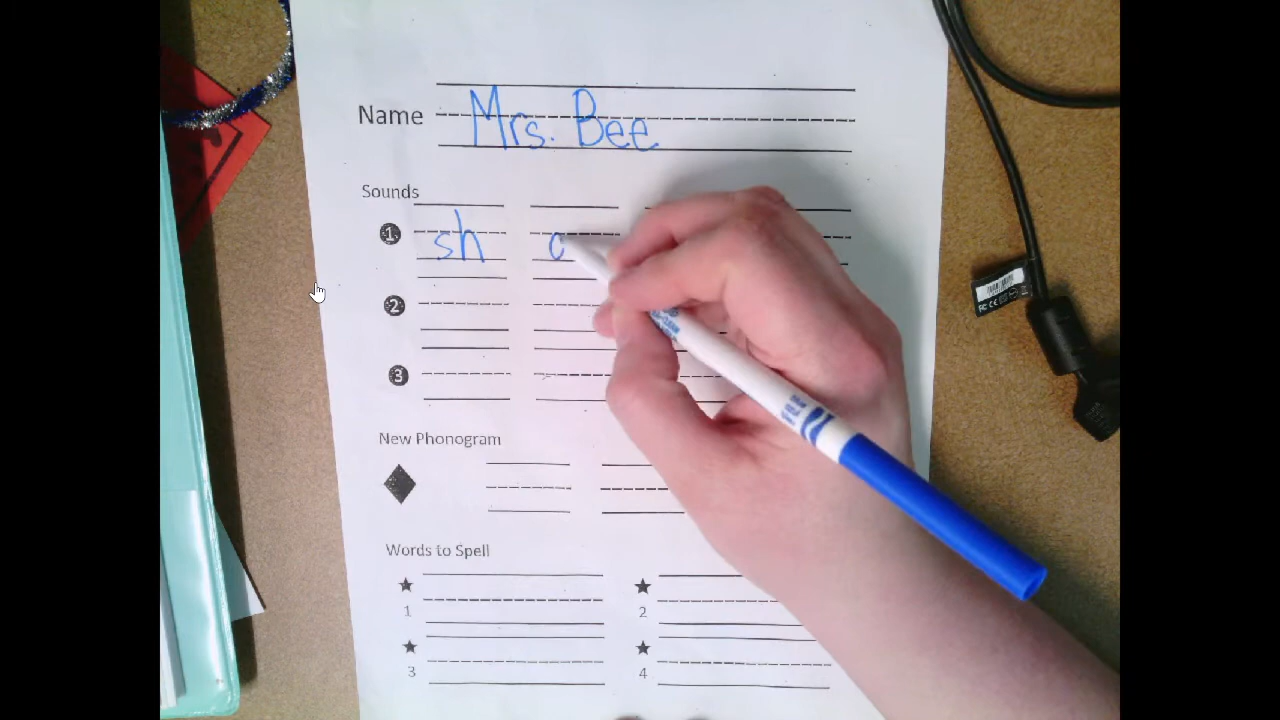 Name Mrs. Bee
Sounds
1 sh c
2
3
New Phonogram
Words to Spell
1 2
3 4